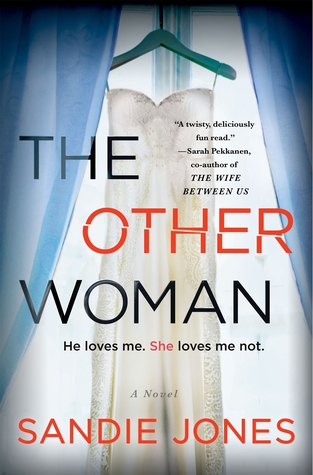 "A twisty, deliciously
fun read."
—Sarah Pekkanen,
co-author of
THE WIFE
BETWEEN US
THE
OTHER
WOMAN
He loves me. She loves me not.
A Novel
SANDIE JONES